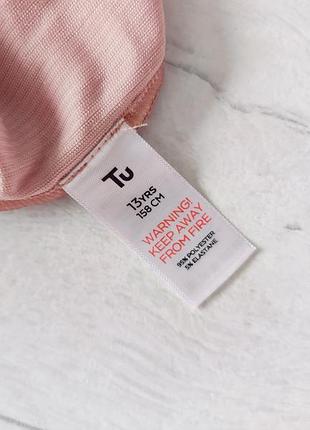 Tu
13YRS
158 CM
WARNING!
KEEP AWAY
FROM FIRE
95% POLYESTER
5% ELASTANE